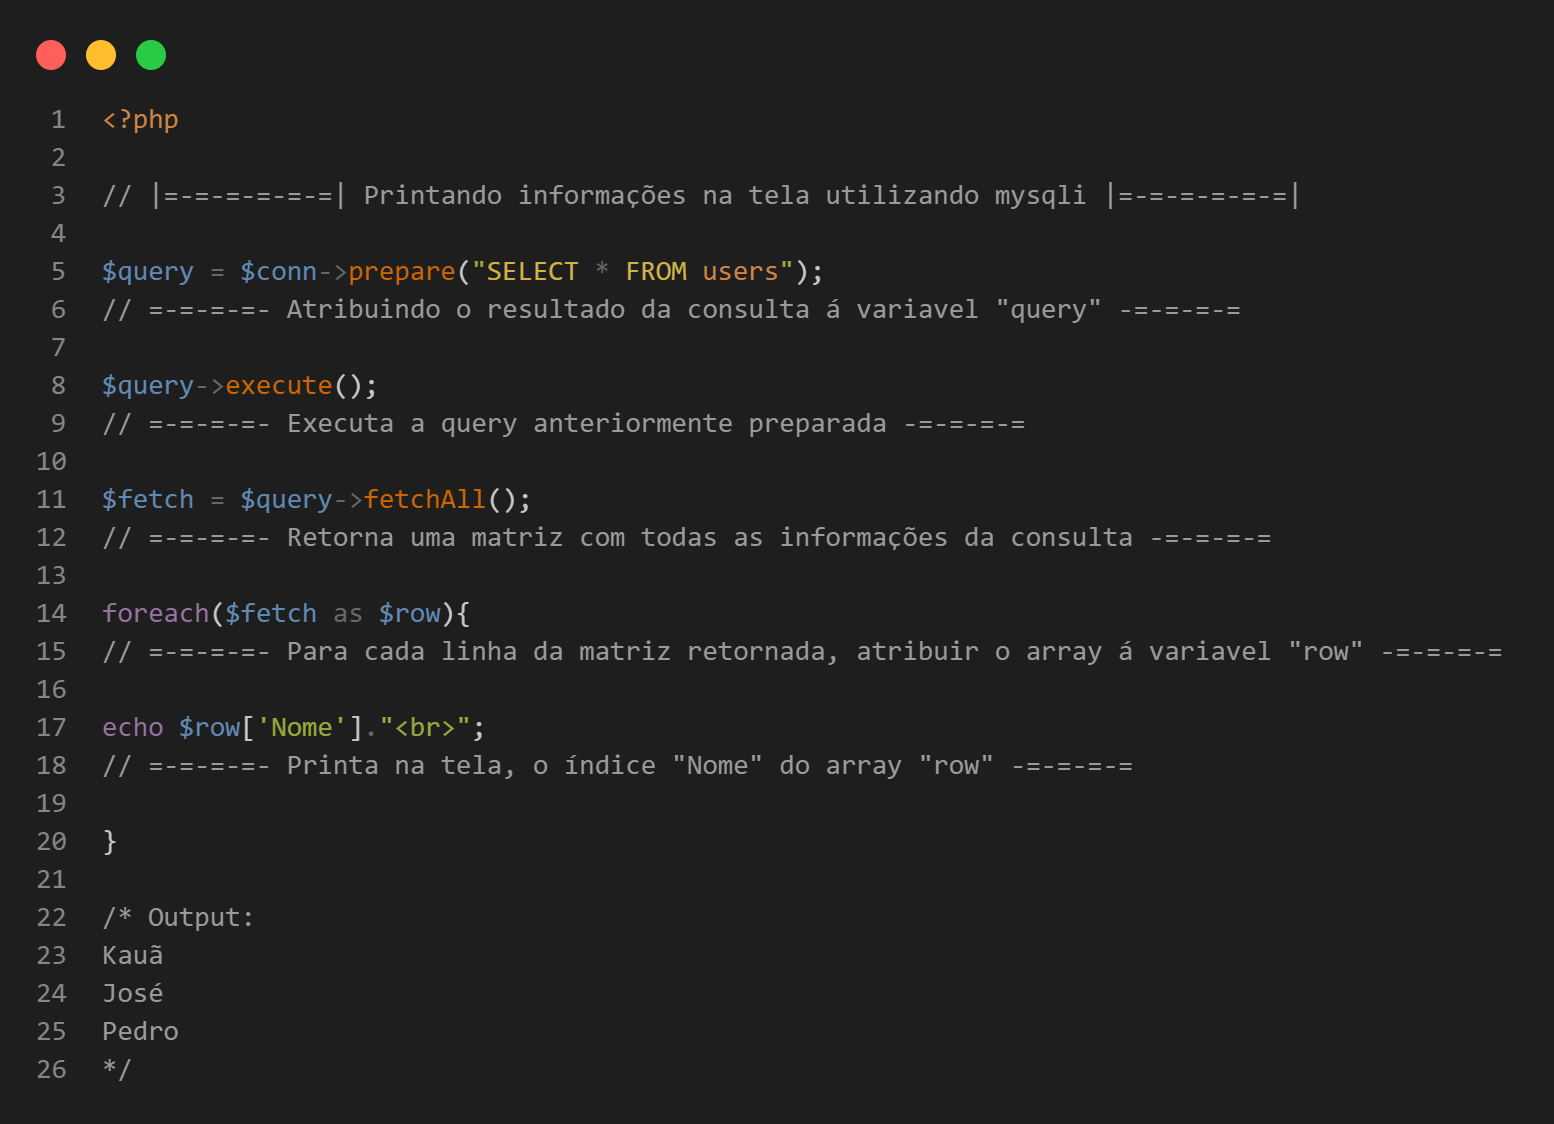 1 <?php
2
3 // |=-=-=-=-=-=| Printando informações na tela utilizando mysqli |=-=-=-=-=-=|
4
5 $query = $conn->prepare("SELECT * FROM users");
6 // =-=-=-=- Atribuindo o resultado da consulta á variavel "query" -=-=-=-=
7
8 $query->execute();
9 // =-=-=-=- Executa a query anteriormente preparada -=-=-=-=
10
11 $fetch = $query->fetchAll();
12 // =-=-=-=- Retorna uma matriz com todas as informações da consulta -=-=-=-=
13
14 foreach($fetch as $row){
15 // =-=-=-=- Para cada linha da matriz retornada, atribuir o array á variavel "row" -=-=-=-=
16
17 echo $row['Nome']."<br>";
18 // =-=-=-=- Printa na tela, o índice "Nome" do array "row" -=-=-=-=
19
20 }
21
22 /* Output:
23 Kauã
24 José
25 Pedro
26 */